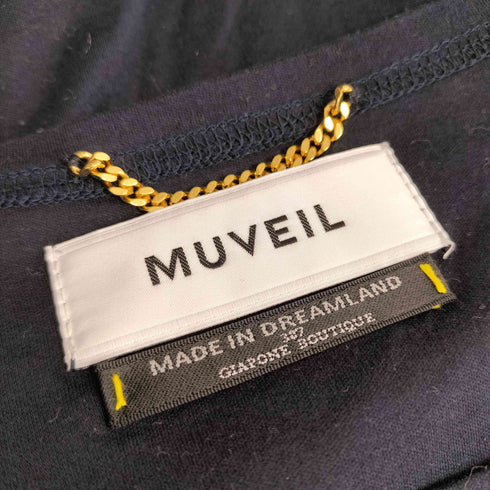 MUVEIL
MADE IN DREAMLAND
387
GIAPONE BOUTIQUE